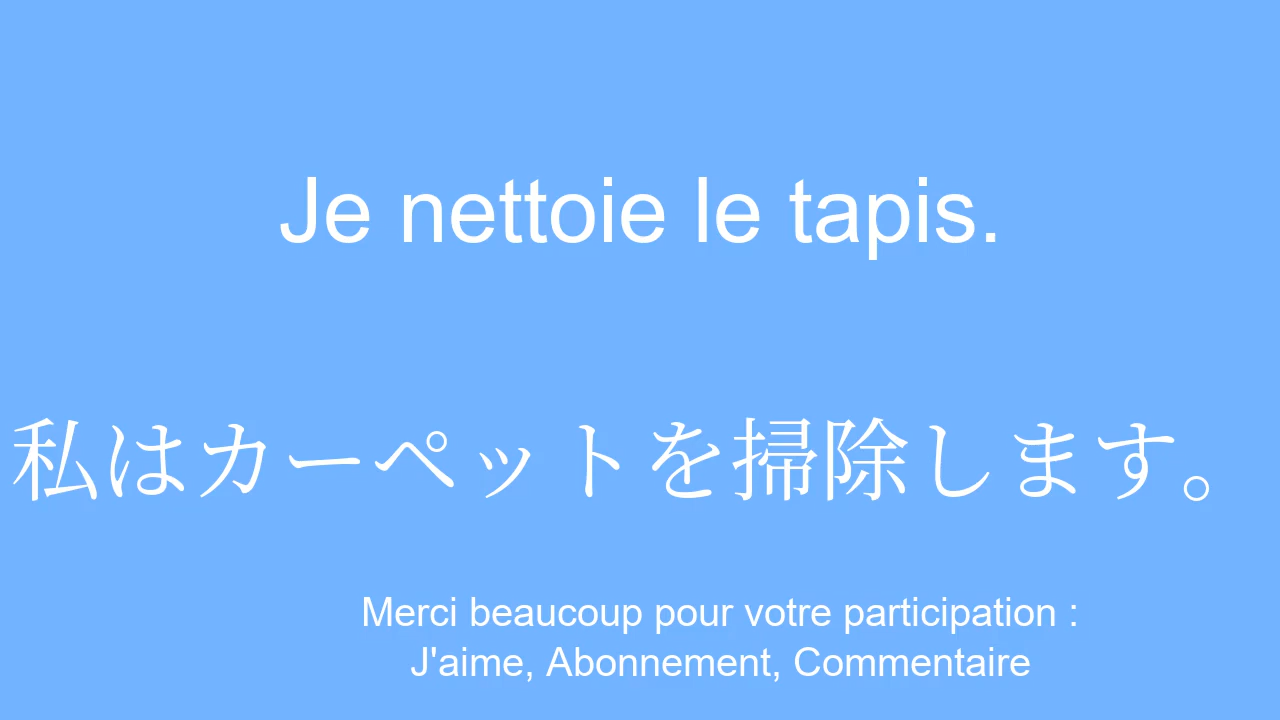 Je nettoie le tapis.
私はカーペットを掃除します。
Merci beaucoup pour votre participation :
J'aime, Abonnement, Commentaire